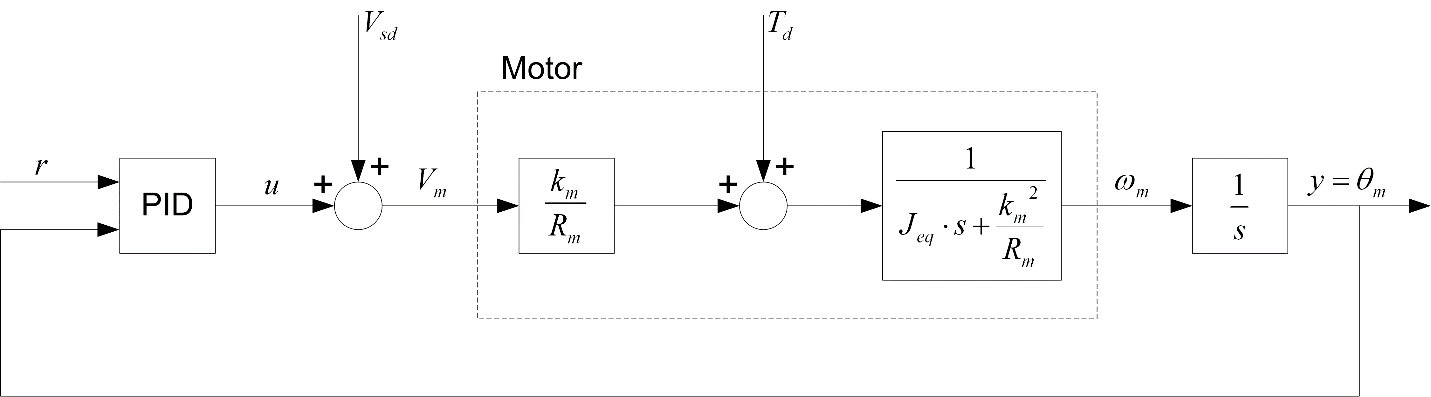 V_sd
T_d
Motor
r
PID
u
+
+
V_m
k_m
R_m
+
+
1
J_eq · s + k_m^2
R_m
ω_m
1
s
y = θ_m